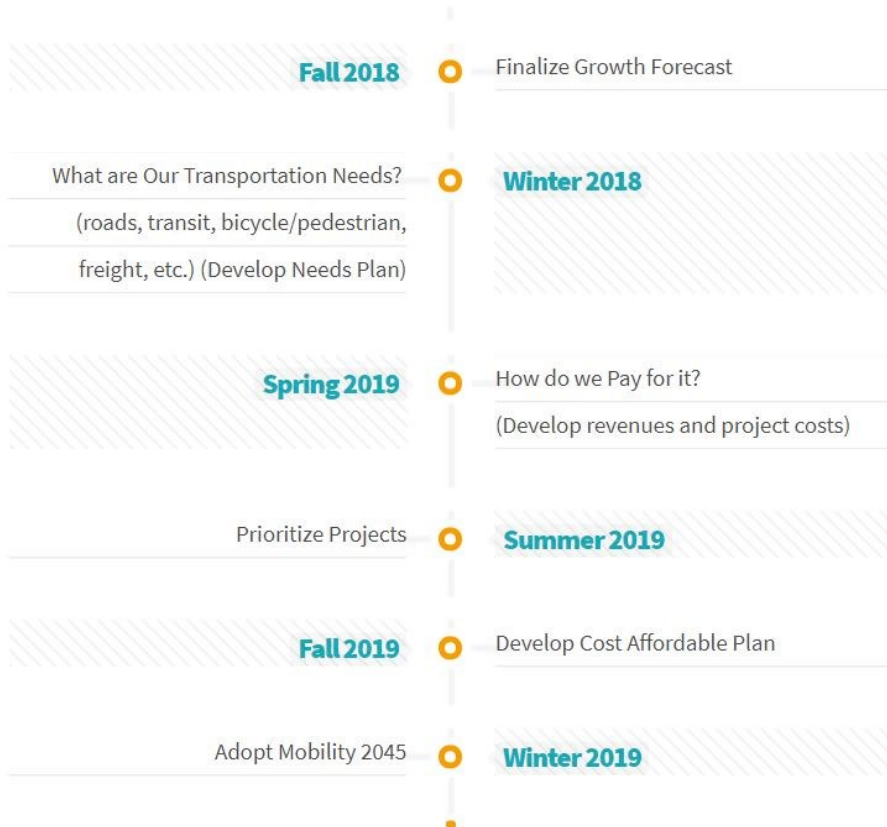 Fall 2018
Finalize Growth Forecast
What are Our Transportation Needs?
Winter 2018
(roads, transit, bicycle/pedestrian,
freight, etc.) (Develop Needs Plan)
Spring 2019
How do we Pay for it?
(Develop revenues and project costs)
Prioritize Projects
Summer 2019
Fall 2019
Develop Cost Affordable Plan
Adopt Mobility 2045
Winter 2019